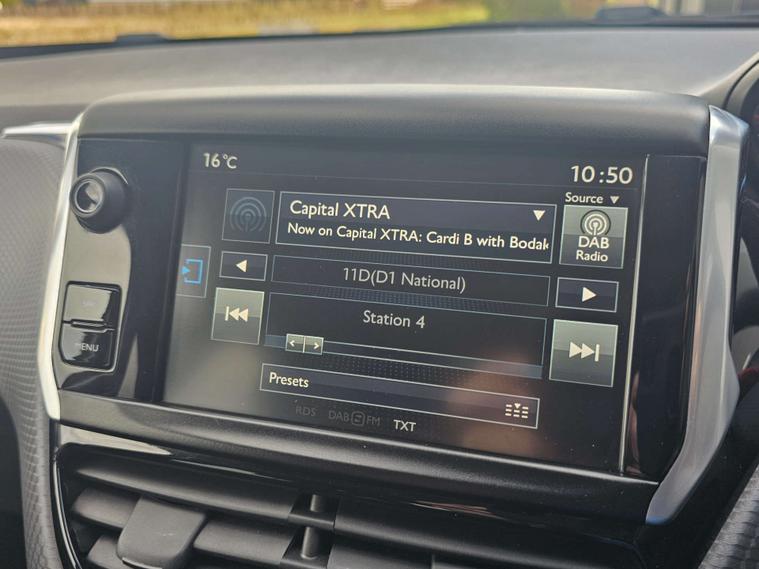 16°C
10:50
Source ▼
Capital XTRA
Now on Capital XTRA: Cardi B with Bodak
DAB
Radio
11D(D1 National)
Station 4
MENU
Presets
RDS DAB FM TXT